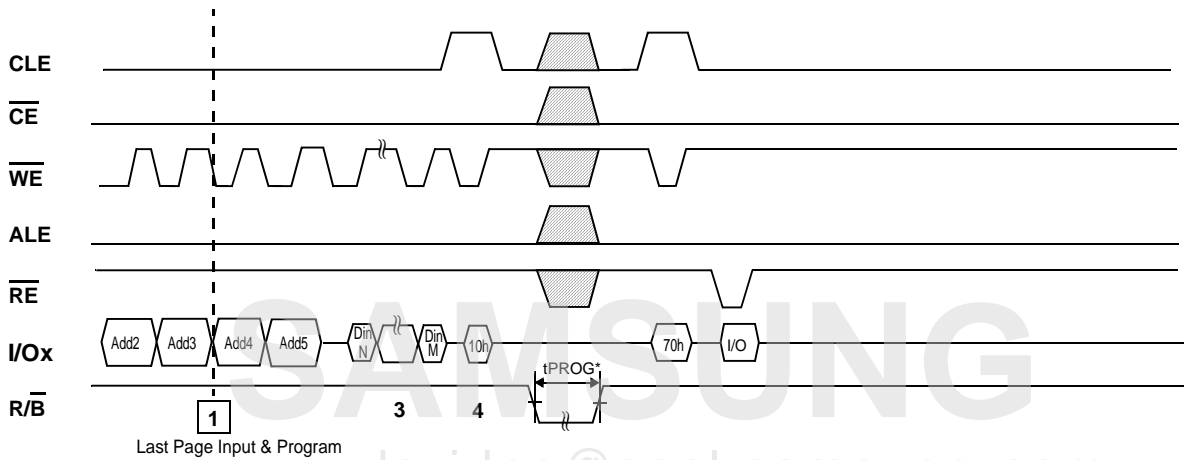 CLE
CE
WE
ALE
RE
I/Ox Add2 Add3 Add4 Add5 Din N Din M 10h 70h I/O
tPROG*
R/B
1 3 4
Last Page Input & Program
SAMSUNG